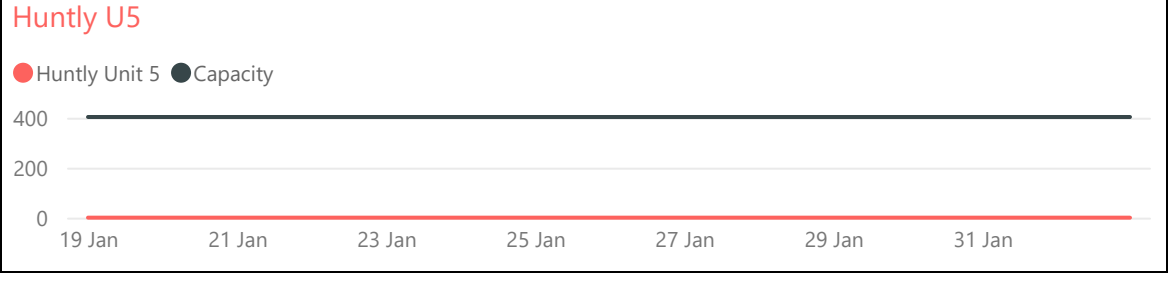 Huntly U5
Huntly Unit 5 Capacity
400
200
0
19 Jan 21 Jan 23 Jan 25 Jan 27 Jan 29 Jan 31 Jan